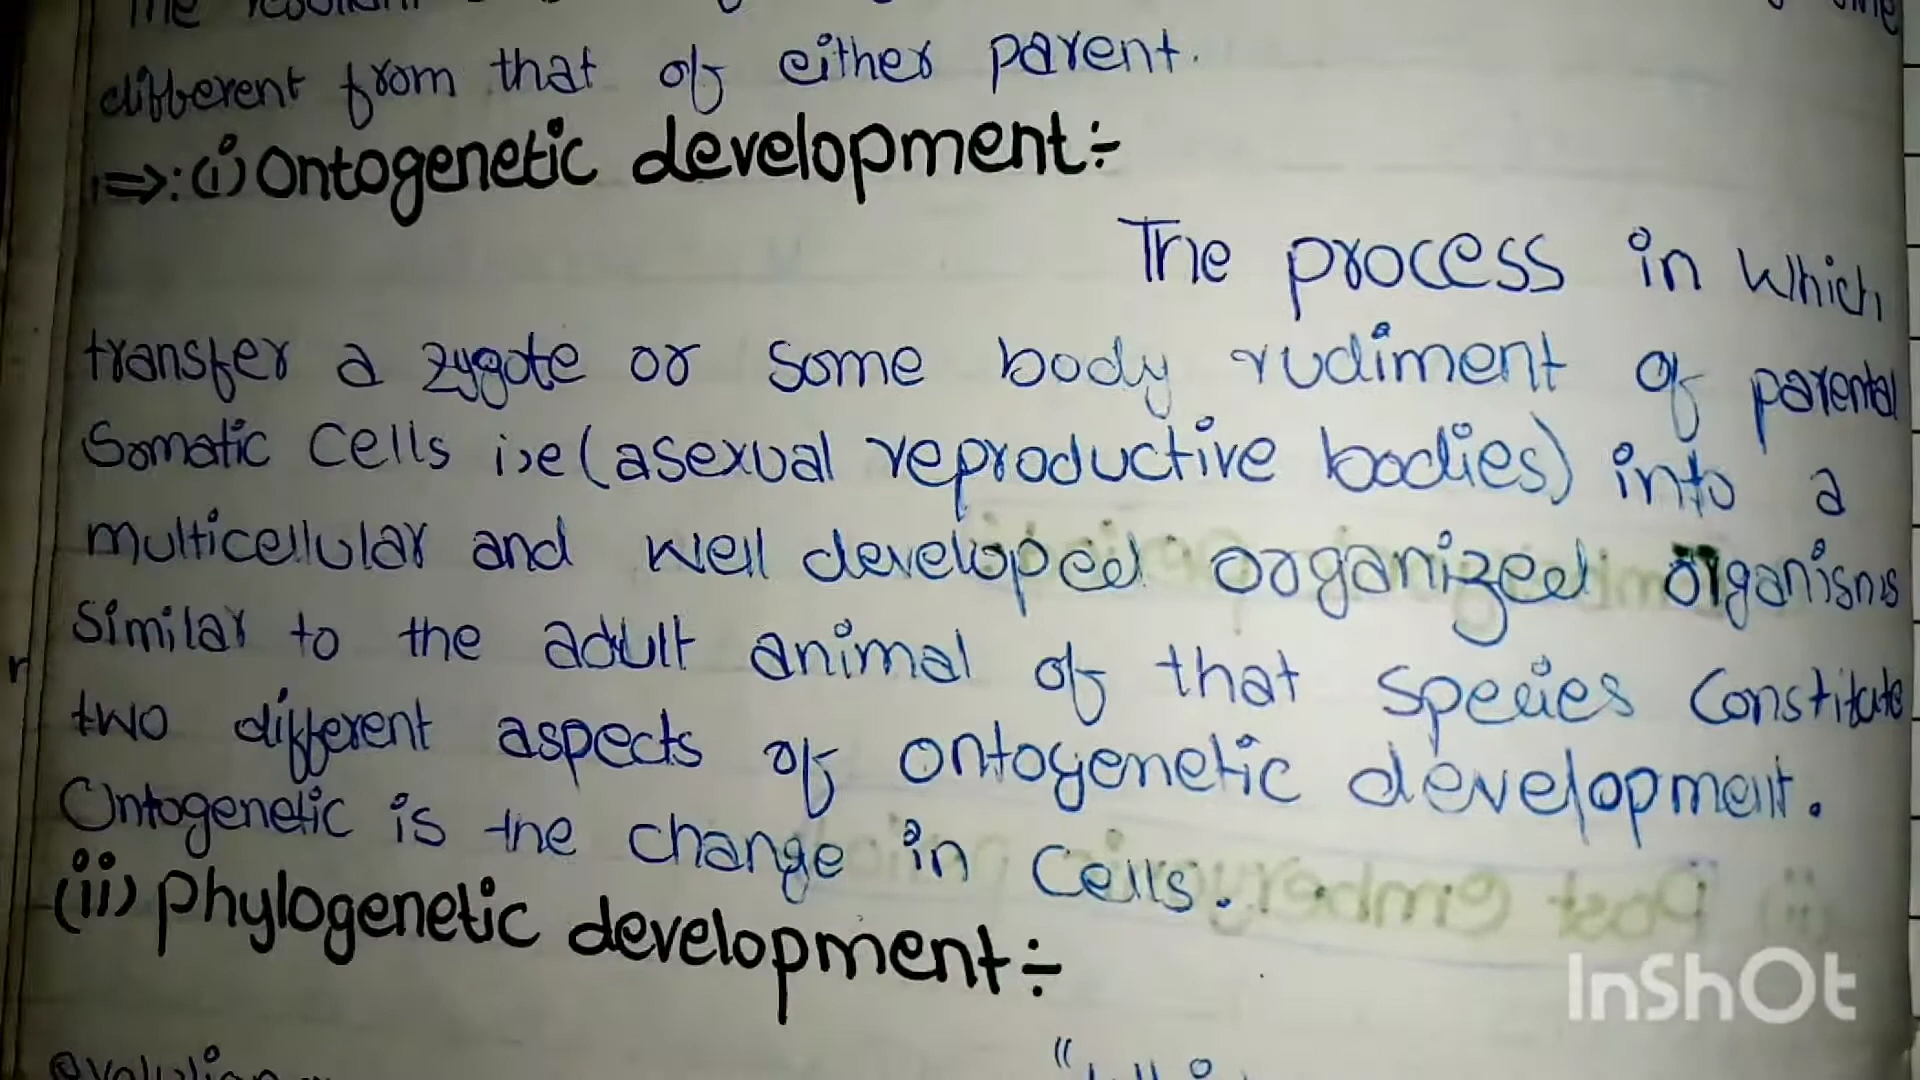 The
different from that of either parent.
⇒:(i) Ontogenetic development÷
The process in which
transfer a zygote or some body rudiment of parental
Somatic Cells i.e (asexual reproductive bodies) into a
multicellular and well developed organized organisms
Similar to the adult animal of that species Constitute
two different aspects of ontogenetic development.
Ontogenetic is the change in Cells.
(ii) Phylogenetic development÷
InShOt